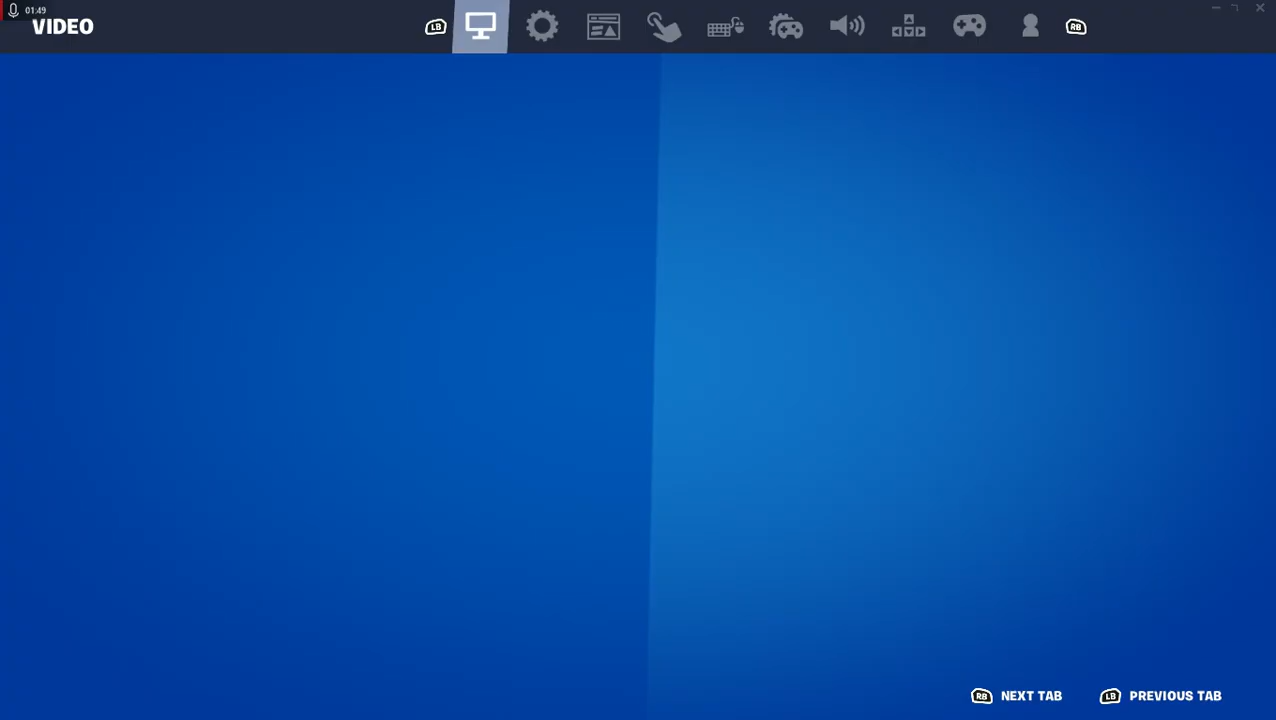 01:49
VIDEO
LB
RB
RB NEXT TAB
LB PREVIOUS TAB